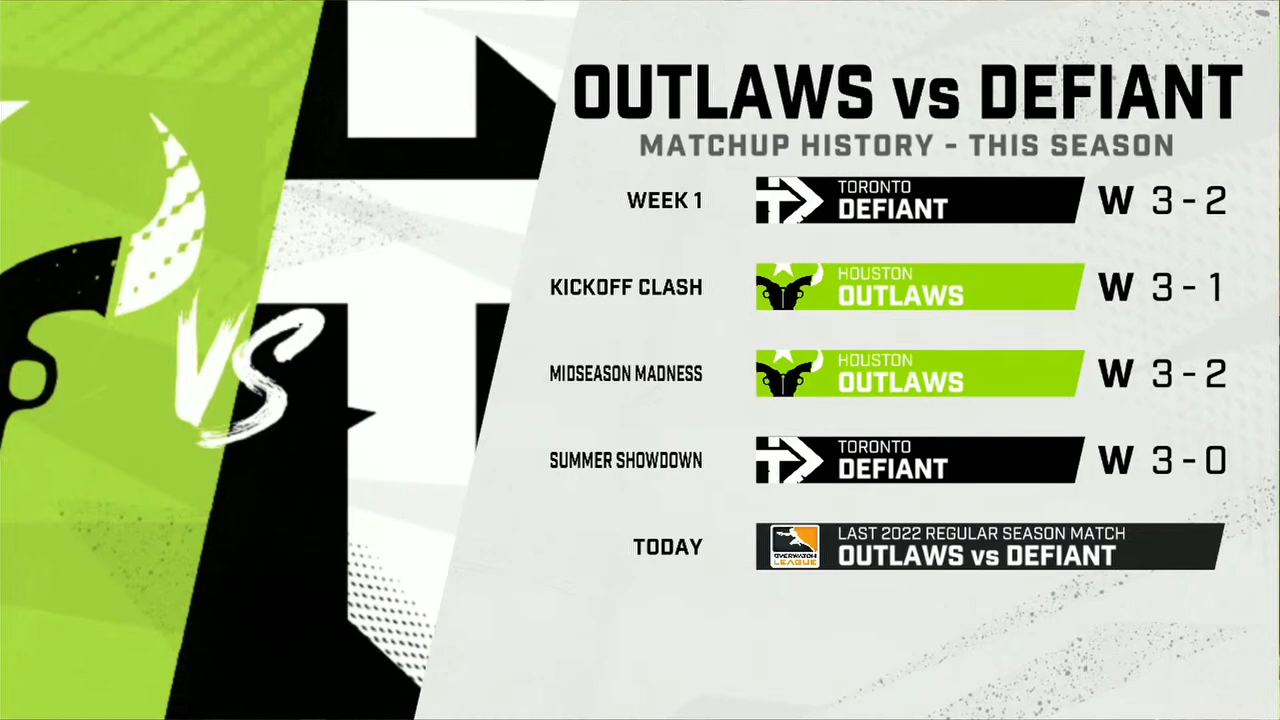 OUTLAWS vs DEFIANT
MATCHUP HISTORY - THIS SEASON
WEEK 1
TORONTO
DEFIANT
W 3 - 2
KICKOFF CLASH
HOUSTON
OUTLAWS
W 3 - 1
MIDSEASON MADNESS
HOUSTON
OUTLAWS
W 3 - 2
SUMMER SHOWDOWN
TORONTO
DEFIANT
W 3 - 0
TODAY
OVERWATCH
LEAGUE
LAST 2022 REGULAR SEASON MATCH
OUTLAWS vs DEFIANT
VS